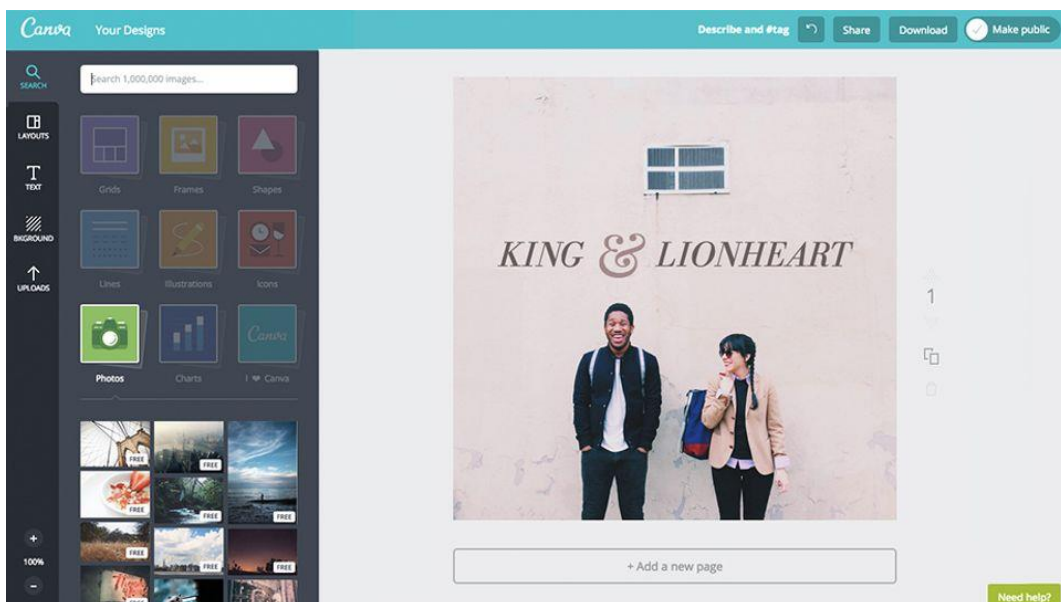 Canva
Your Designs
Describe and #tag
Share
Download
Make public
SEARCH
LAYOUTS
TEXT
BKGROUND
UPLOADS
+
100%
-
Search 1,000,000 images...
Grids
Frames
Shapes
Lines
Illustrations
Icons
Canva
Photos
Charts
I ❤ Canva
FREE
FREE
FREE
FREE
FREE
FREE
FREE
FREE
KING & LIONHEART
1
+ Add a new page
Need help?